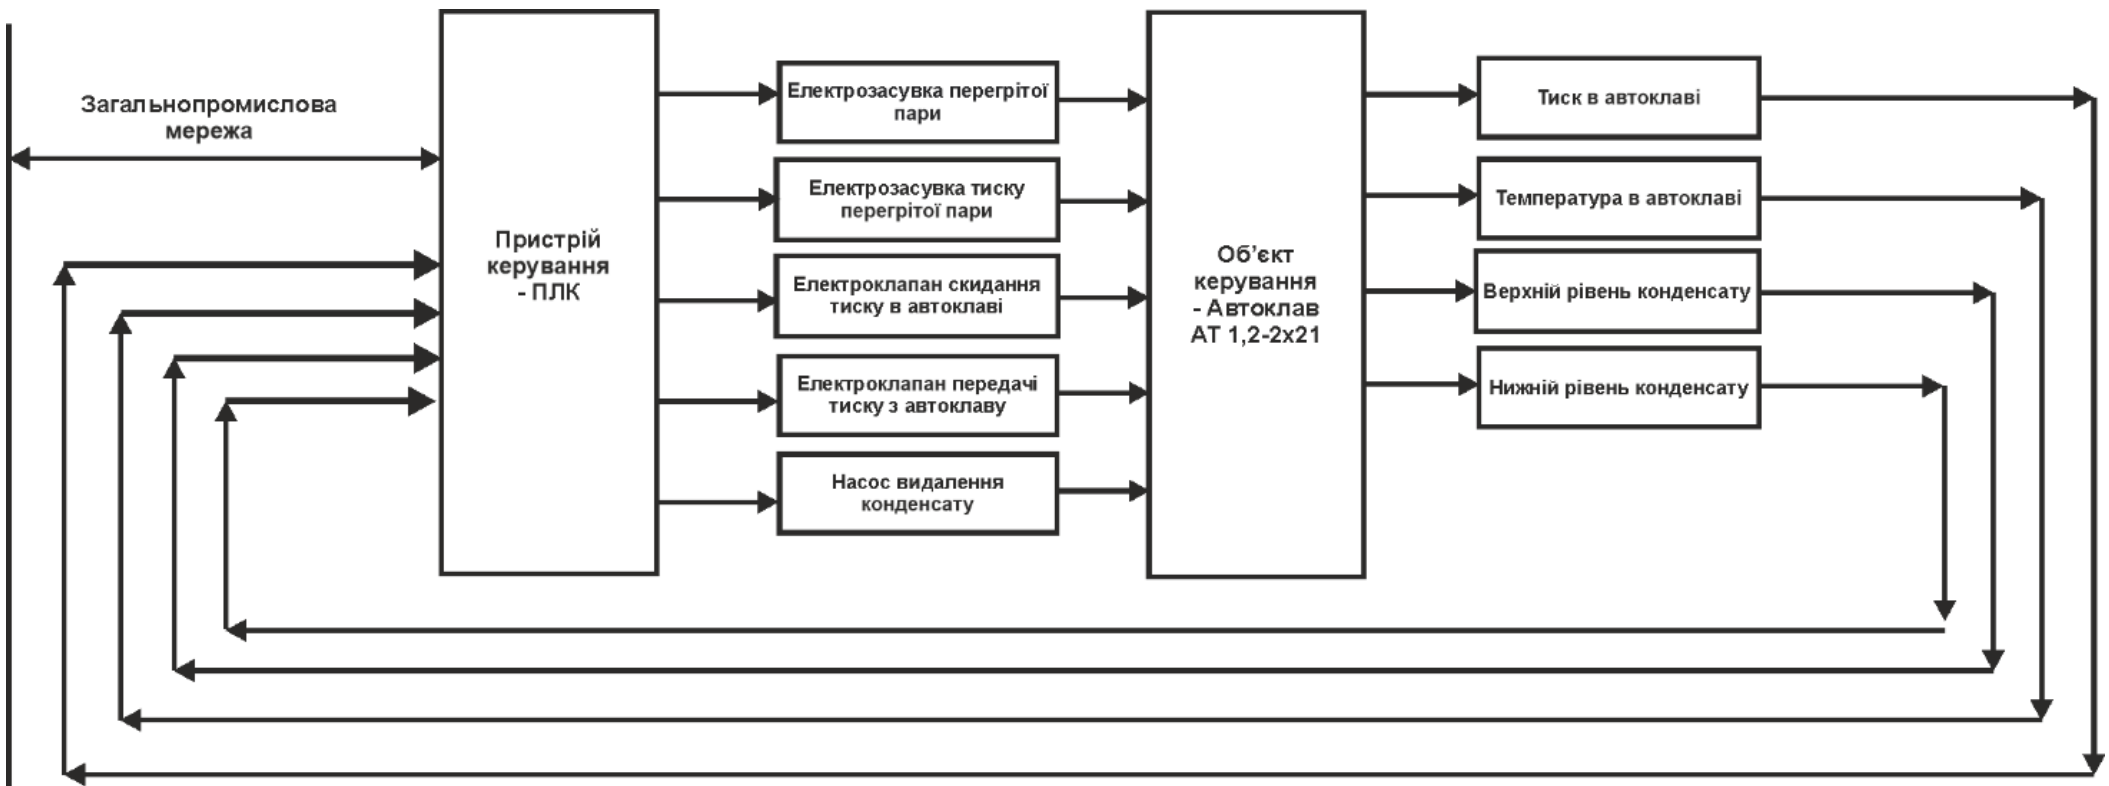 Загальнопромислова
мережа
Пристрій
керування
- ПЛК
Електрозасувка перегрітої
пари
Електрозасувка тиску
перегрітої пари
Електроклапан скидання
тиску в автоклаві
Електроклапан передачі
тиску з автоклаву
Насос видалення
конденсату
Об'єкт
керування
- Автоклав
АТ 1,2-2х21
Тиск в автоклаві
Температура в автоклаві
Верхній рівень конденсату
Нижній рівень конденсату